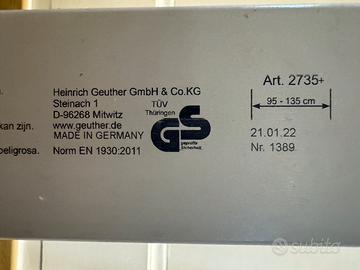 n.
kan zijn.
peligrosa.
Heinrich Geuther GmbH & Co.KG
Steinach 1
D-96268 Mitwitz
www.geuther.de
MADE IN GERMANY
Norm EN 1930:2011
TÜV
Thüringen
GS
geprüfte
Sicherheit
Art. 2735+
95 - 135 cm
21.01.22
Nr. 1389
subito